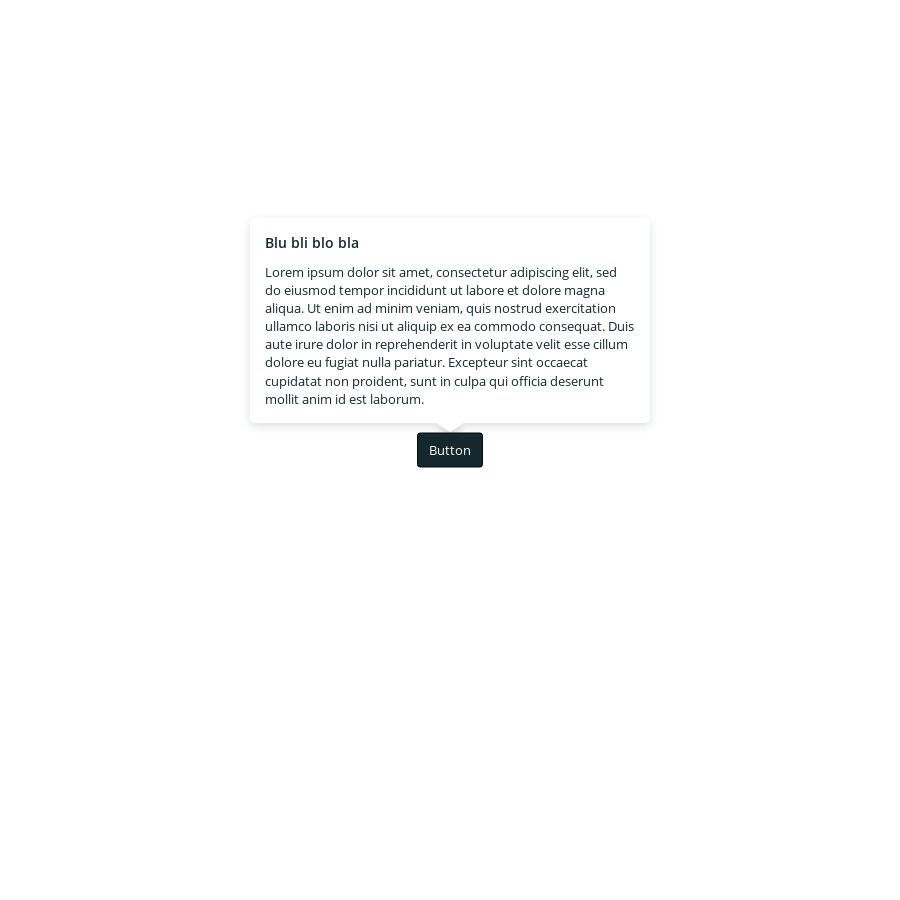 Blu bli blo bla
Lorem ipsum dolor sit amet, consectetur adipiscing elit, sed
do eiusmod tempor incididunt ut labore et dolore magna
aliqua. Ut enim ad minim veniam, quis nostrud exercitation
ullamco laboris nisi ut aliquip ex ea commodo consequat. Duis
aute irure dolor in reprehenderit in voluptate velit esse cillum
dolore eu fugiat nulla pariatur. Excepteur sint occaecat
cupidatat non proident, sunt in culpa qui officia deserunt
mollit anim id est laborum.
Button